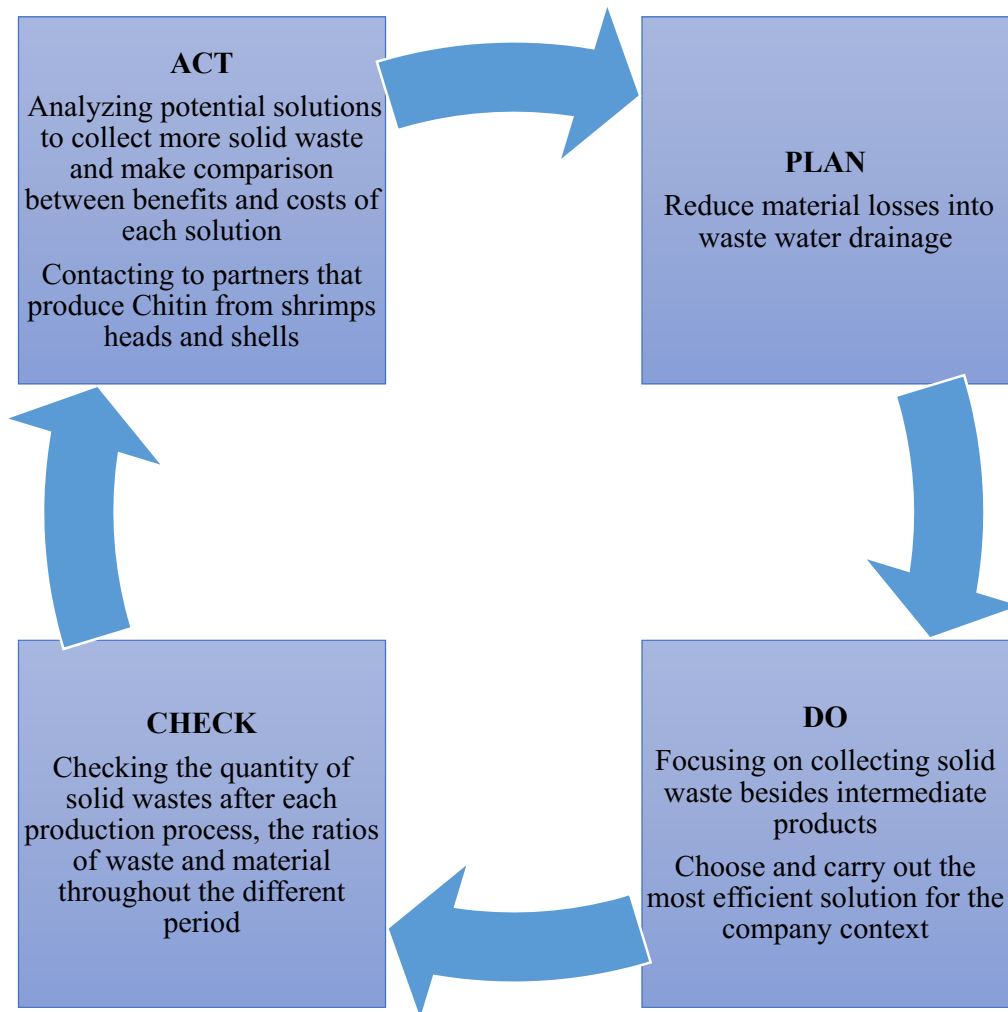 ACT
Analyzing potential solutions
to collect more solid waste
and make comparison
between benefits and costs of
each solution
Contacting to partners that
produce Chitin from shrimps
heads and shells
PLAN
Reduce material losses into
waste water drainage
DO
Focusing on collecting solid
waste besides intermediate
products
Choose and carry out the
most efficient solution for the
company context
CHECK
Checking the quantity of
solid wastes after each
production process, the ratios
of waste and material
throughout the different
period